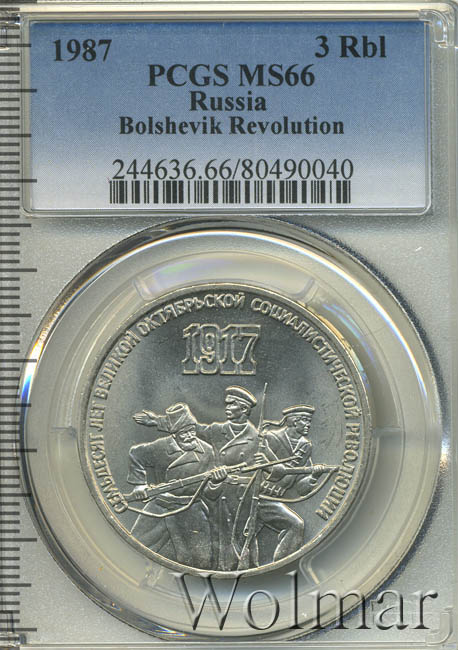 1987 3 Rbl
PCGS MS66
Russia
Bolshevik Revolution
244636.66/80490040
СЕМЬДЕСЯТ ЛЕТ ВЕЛИКОЙ ОКТЯБРЬСКОЙ СОЦИАЛИСТИЧЕСКОЙ РЕВОЛЮЦИИ
1917
Wolmar